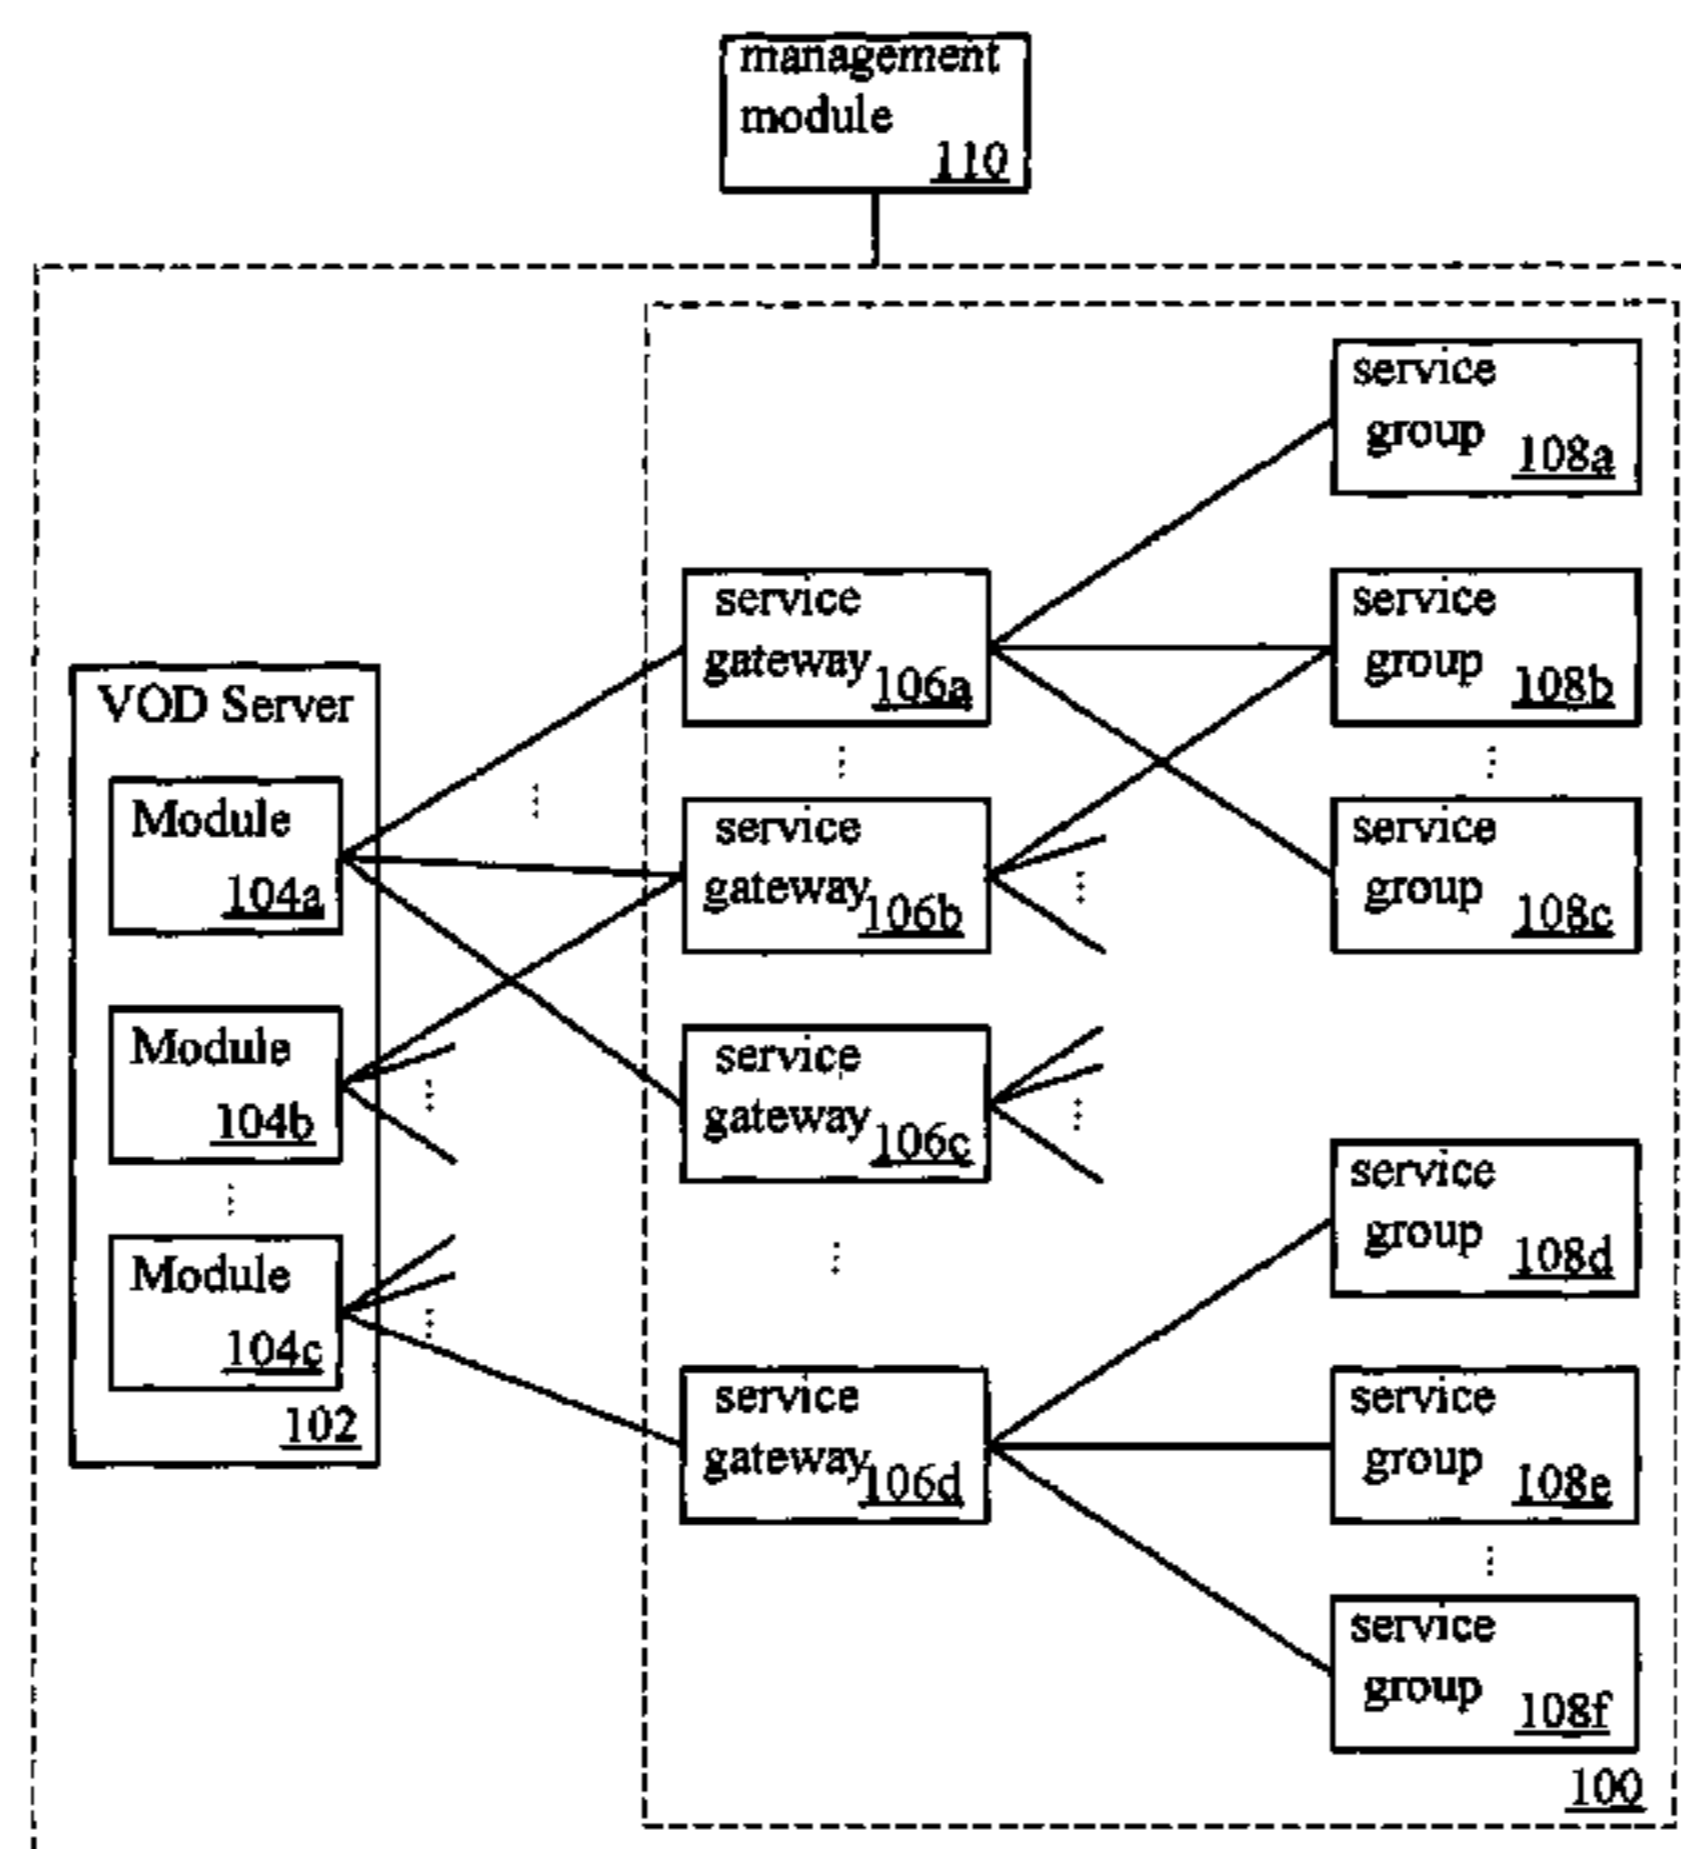 management
module
110
service
group
108a
service
gateway
106a
service
group
108b
VOD Server
Module
104a
service
gateway
106b
service
group
108c
Module
104b
service
gateway
106c
service
group
108d
Module
104c
102
service
gateway
106d
service
group
108e
service
group
108f
100